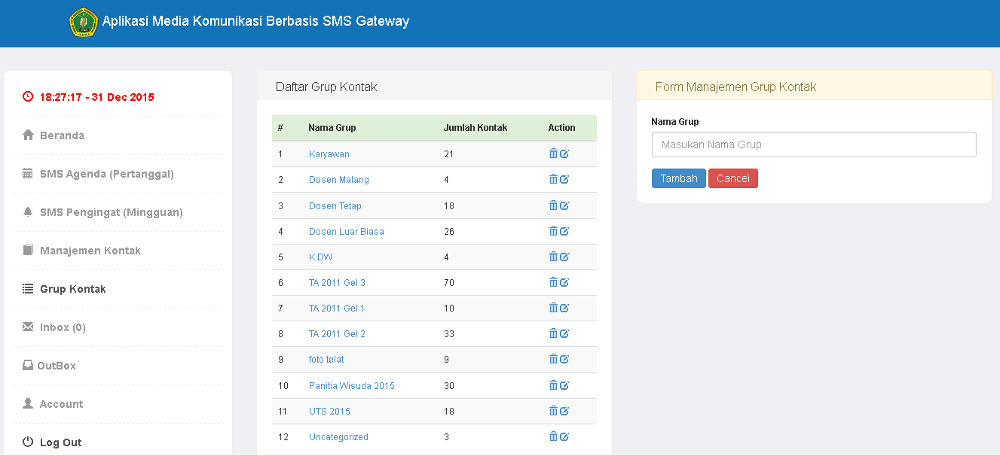 Aplikasi Media Komunikasi Berbasis SMS Gateway
18:27:17 - 31 Dec 2015
Beranda
SMS Agenda (Pertanggal)
SMS Pengingat (Mingguan)
Manajemen Kontak
Grup Kontak
Inbox (0)
OutBox
Account
Log Out
Daftar Grup Kontak
# Nama Grup Jumlah Kontak Action
1 Karyawan 21
2 Dosen Malang 4
3 Dosen Tetap 18
4 Dosen Luar Biasa 26
5 K.DW 4
6 TA 2011 Gel 3 70
7 TA 2011 Gel 1 10
8 TA 2011 Gel 2 33
9 foto telat 9
10 Panitia Wisuda 2015 30
11 UTS 2015 18
12 Uncategorized 3
Form Manajemen Grup Kontak
Nama Grup
Masukan Nama Grup
Tambah Cancel